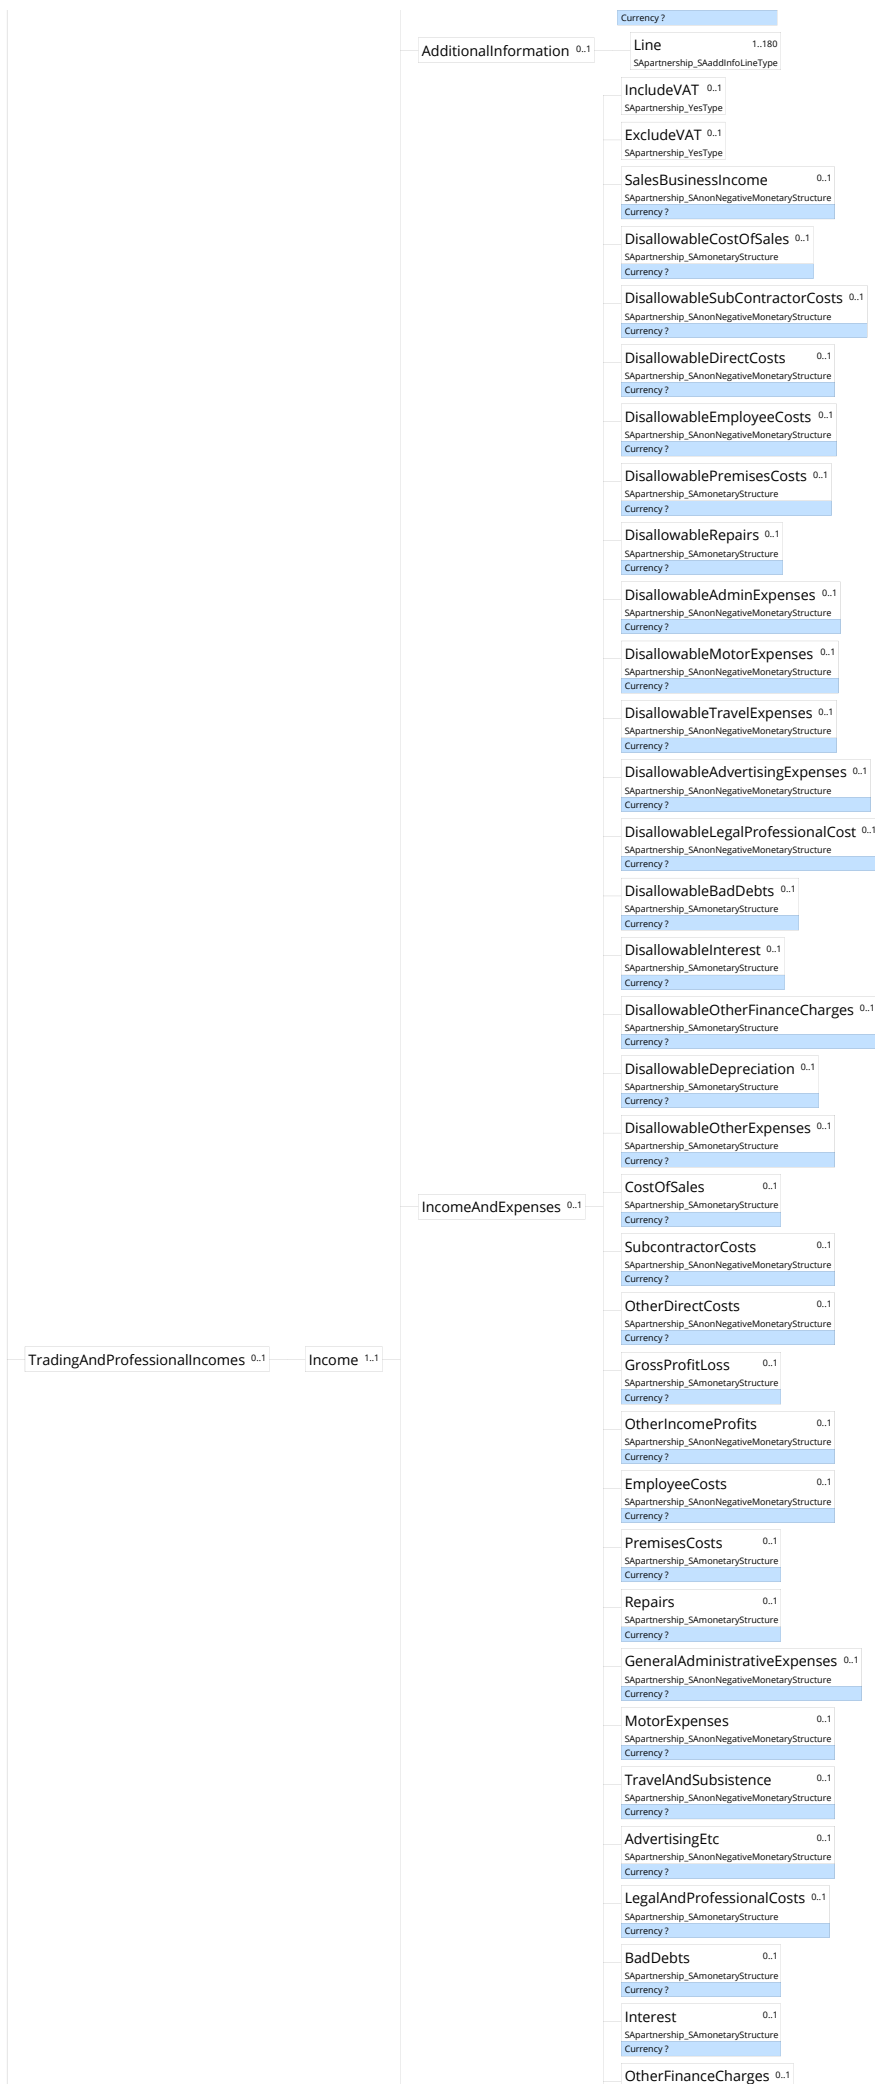 Currency ?
AdditionalInformation 0..1
Line 1..180
SApartnership_SAaddInfoLineType
IncludeVAT 0..1
SApartnership_YesType
ExcludeVAT 0..1
SApartnership_YesType
SalesBusinessIncome 0..1
SApartnership_SAnonNegativeMonetaryStructure
Currency ?
DisallowableCostOfSales 0..1
SApartnership_SAmonetaryStructure
Currency ?
DisallowableSubContractorCosts 0..1
SApartnership_SAnonNegativeMonetaryStructure
Currency ?
DisallowableDirectCosts 0..1
SApartnership_SAnonNegativeMonetaryStructure
Currency ?
DisallowableEmployeeCosts 0..1
SApartnership_SAnonNegativeMonetaryStructure
Currency ?
DisallowablePremisesCosts 0..1
SApartnership_SAmonetaryStructure
Currency ?
DisallowableRepairs 0..1
SApartnership_SAmonetaryStructure
Currency ?
DisallowableAdminExpenses 0..1
SApartnership_SAnonNegativeMonetaryStructure
Currency ?
DisallowableMotorExpenses 0..1
SApartnership_SAnonNegativeMonetaryStructure
Currency ?
DisallowableTravelExpenses 0..1
SApartnership_SAnonNegativeMonetaryStructure
Currency ?
DisallowableAdvertisingExpenses 0..1
SApartnership_SAnonNegativeMonetaryStructure
Currency ?
DisallowableLegalProfessionalCost 0..1
SApartnership_SAnonNegativeMonetaryStructure
Currency ?
DisallowableBadDebts 0..1
SApartnership_SAmonetaryStructure
Currency ?
DisallowableInterest 0..1
SApartnership_SAmonetaryStructure
Currency ?
DisallowableOtherFinanceCharges 0..1
SApartnership_SAmonetaryStructure
Currency ?
DisallowableDepreciation 0..1
SApartnership_SAmonetaryStructure
Currency ?
DisallowableOtherExpenses 0..1
SApartnership_SAmonetaryStructure
Currency ?
IncomeAndExpenses 0..1
CostOfSales 0..1
SApartnership_SAmonetaryStructure
Currency ?
SubcontractorCosts 0..1
SApartnership_SAnonNegativeMonetaryStructure
Currency ?
OtherDirectCosts 0..1
SApartnership_SAnonNegativeMonetaryStructure
Currency ?
TradingAndProfessionalIncomes 0..1
Income 1..1
GrossProfitLoss 0..1
SApartnership_SAmonetaryStructure
Currency ?
OtherIncomeProfits 0..1
SApartnership_SAnonNegativeMonetaryStructure
Currency ?
EmployeeCosts 0..1
SApartnership_SAnonNegativeMonetaryStructure
Currency ?
PremisesCosts 0..1
SApartnership_SAmonetaryStructure
Currency ?
Repairs 0..1
SApartnership_SAmonetaryStructure
Currency ?
GeneralAdministrativeExpenses 0..1
SApartnership_SAnonNegativeMonetaryStructure
Currency ?
MotorExpenses 0..1
SApartnership_SAnonNegativeMonetaryStructure
Currency ?
TravelAndSubsistence 0..1
SApartnership_SAnonNegativeMonetaryStructure
Currency ?
AdvertisingEtc 0..1
SApartnership_SAnonNegativeMonetaryStructure
Currency ?
LegalAndProfessionalCosts 0..1
SApartnership_SAmonetaryStructure
Currency ?
BadDebts 0..1
SApartnership_SAmonetaryStructure
Currency ?
Interest 0..1
SApartnership_SAmonetaryStructure
Currency ?
OtherFinanceCharges 0..1